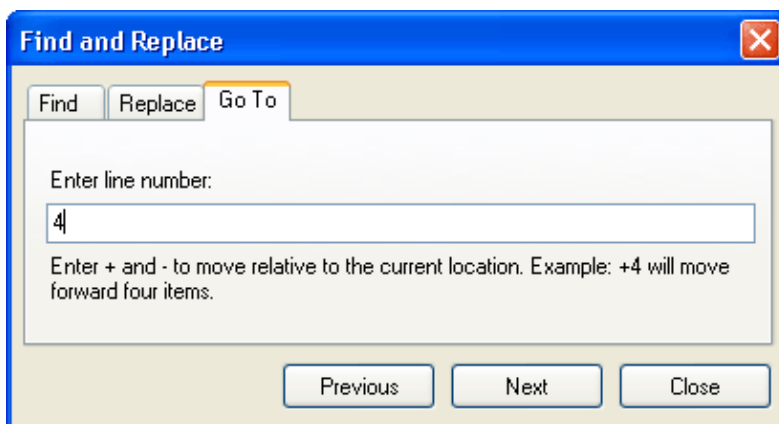 Find and Replace
Find Replace Go To
Enter line number:
4
Enter + and - to move relative to the current location. Example: +4 will move
forward four items.
Previous Next Close